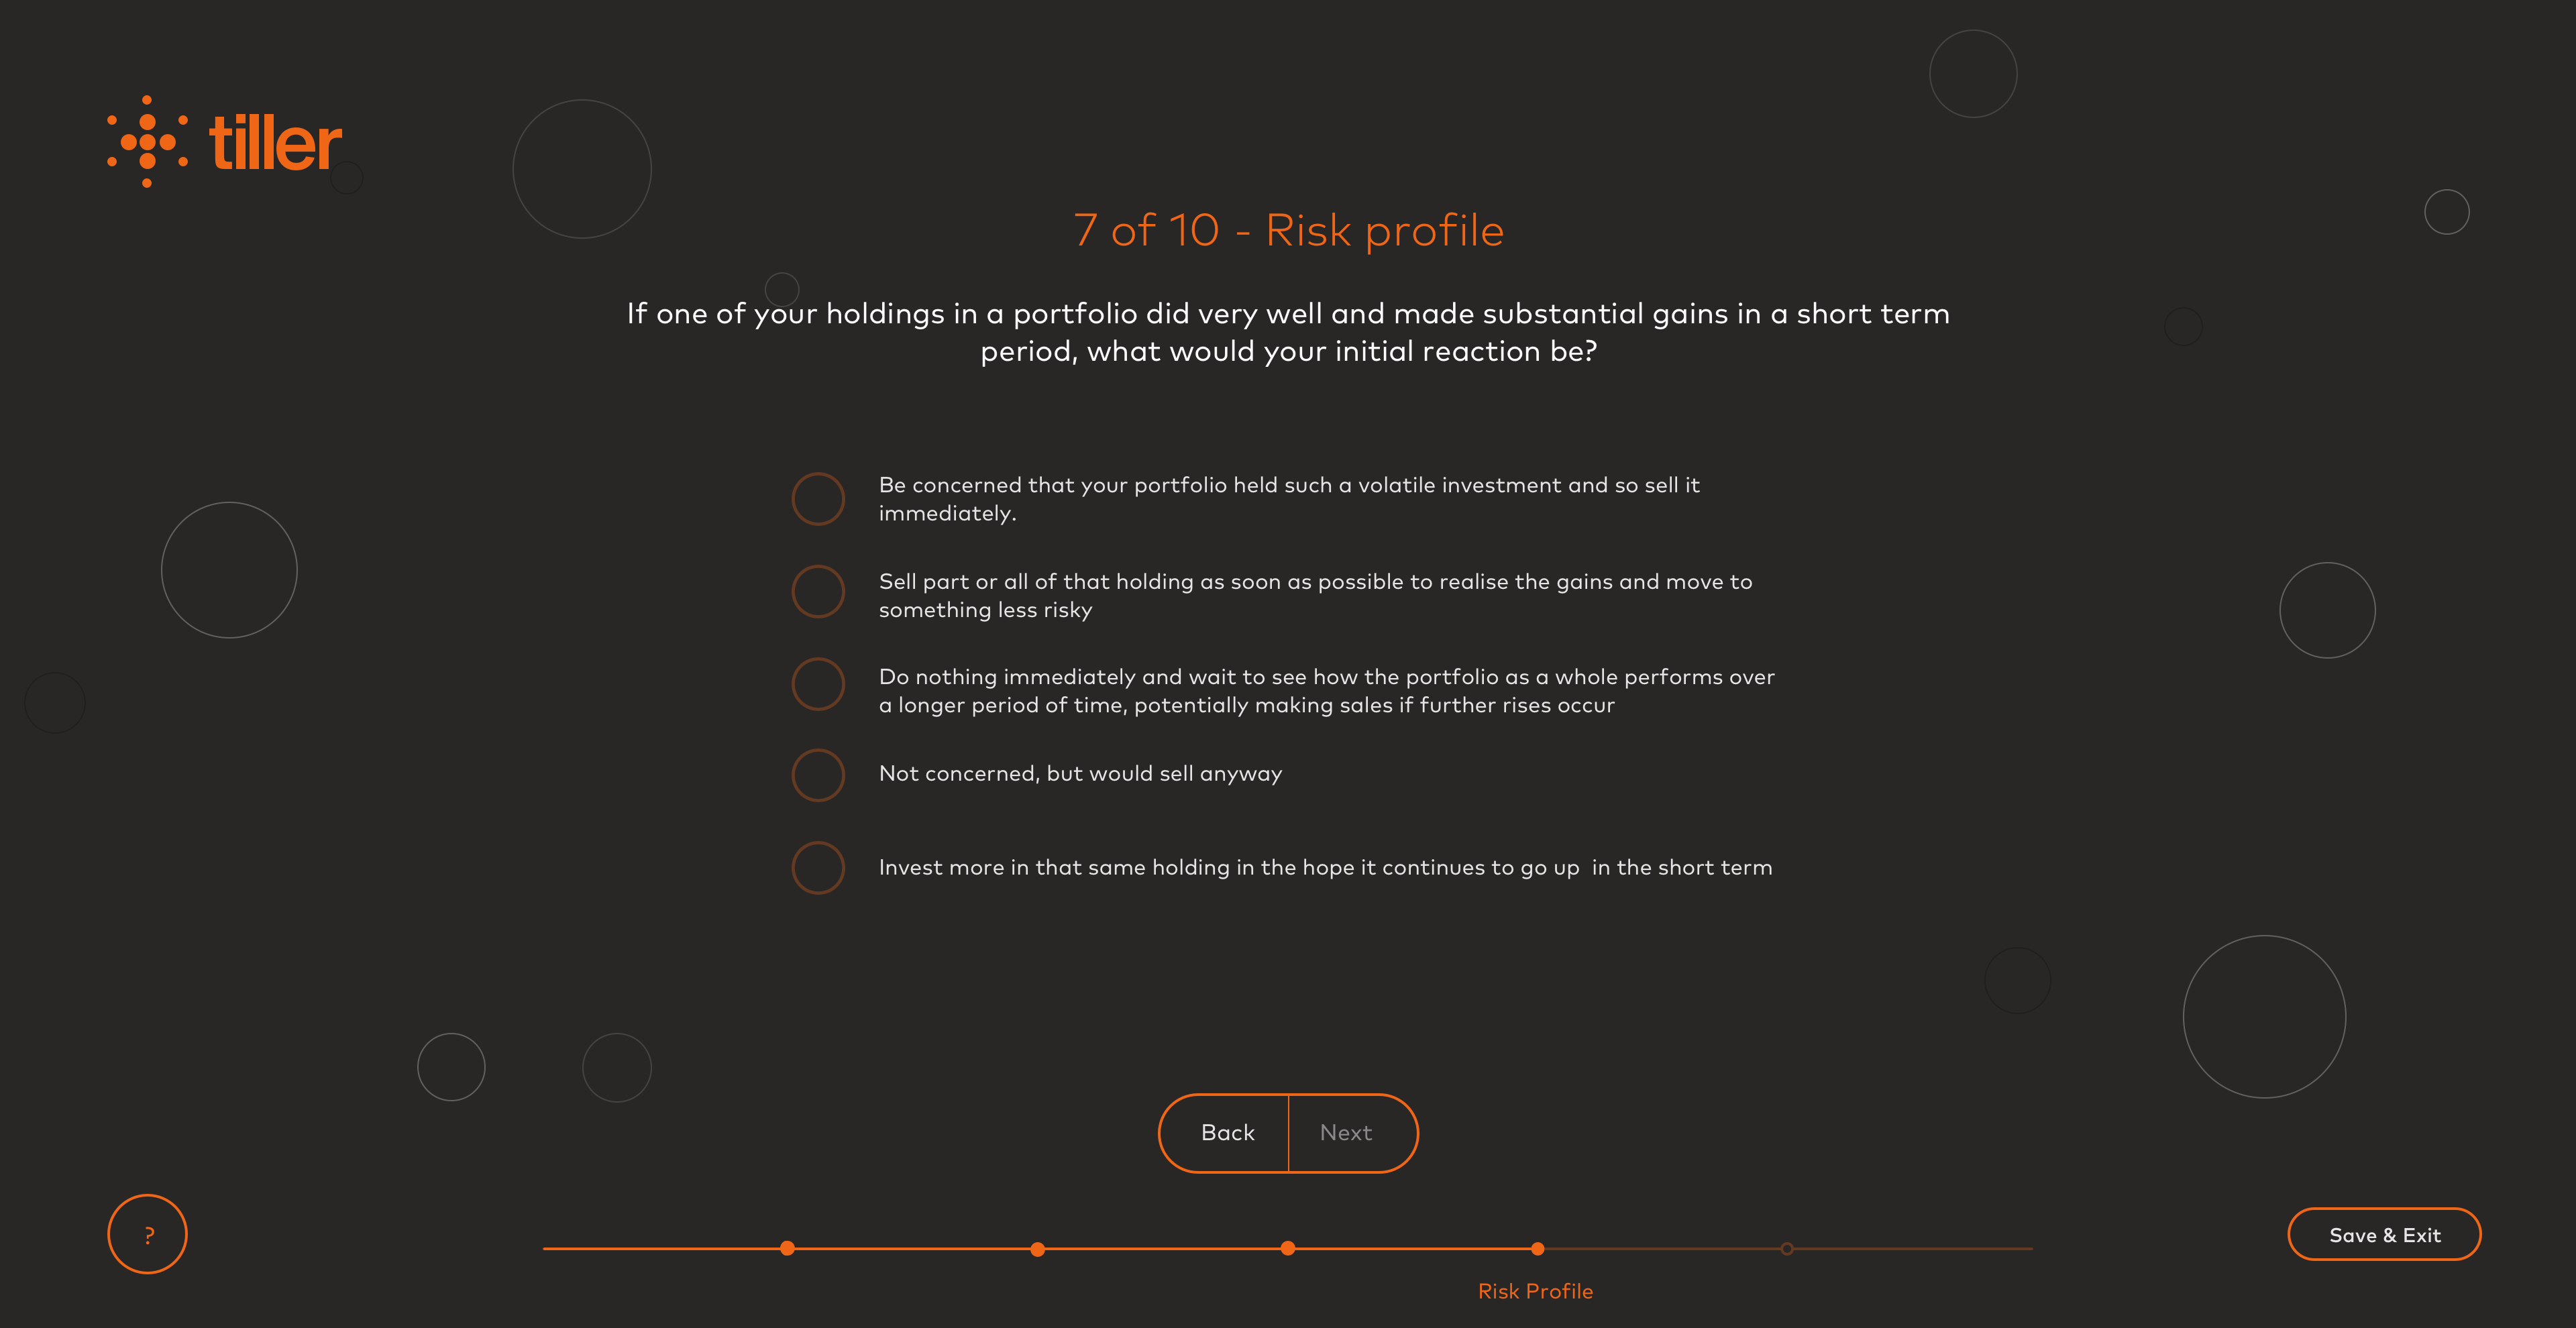 tiller
7 of 10 - Risk profile
If one of your holdings in a portfolio did very well and made substantial gains in a short term
period, what would your initial reaction be?
Be concerned that your portfolio held such a volatile investment and so sell it
immediately.
Sell part or all of that holding as soon as possible to realise the gains and move to
something less risky
Do nothing immediately and wait to see how the portfolio as a whole performs over
a longer period of time, potentially making sales if further rises occur
Not concerned, but would sell anyway
Invest more in that same holding in the hope it continues to go up  in the short term
Back
Next
?
Save & Exit
Risk Profile